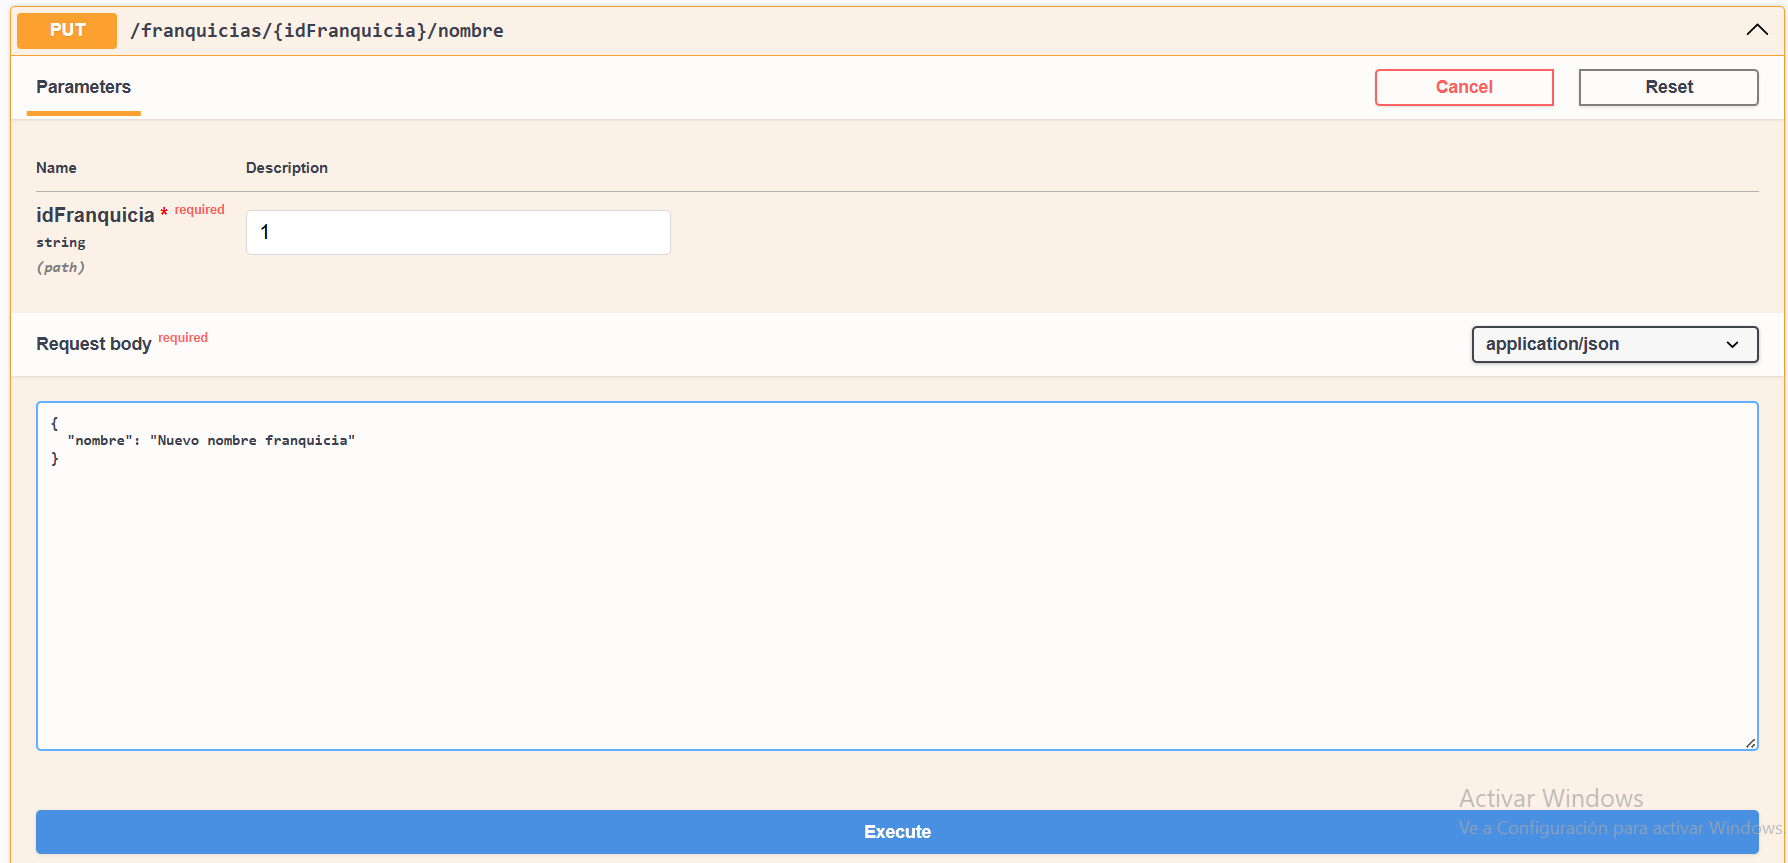 PUT /franquicias/{idFranquicia}/nombre
Parameters
Cancel
Reset
Name Description
idFranquicia * required
string
(path)
1
Request body required
application/json
{
  "nombre": "Nuevo nombre franquicia"
}
Activar Windows
Ve a Configuración para activar Windows.
Execute